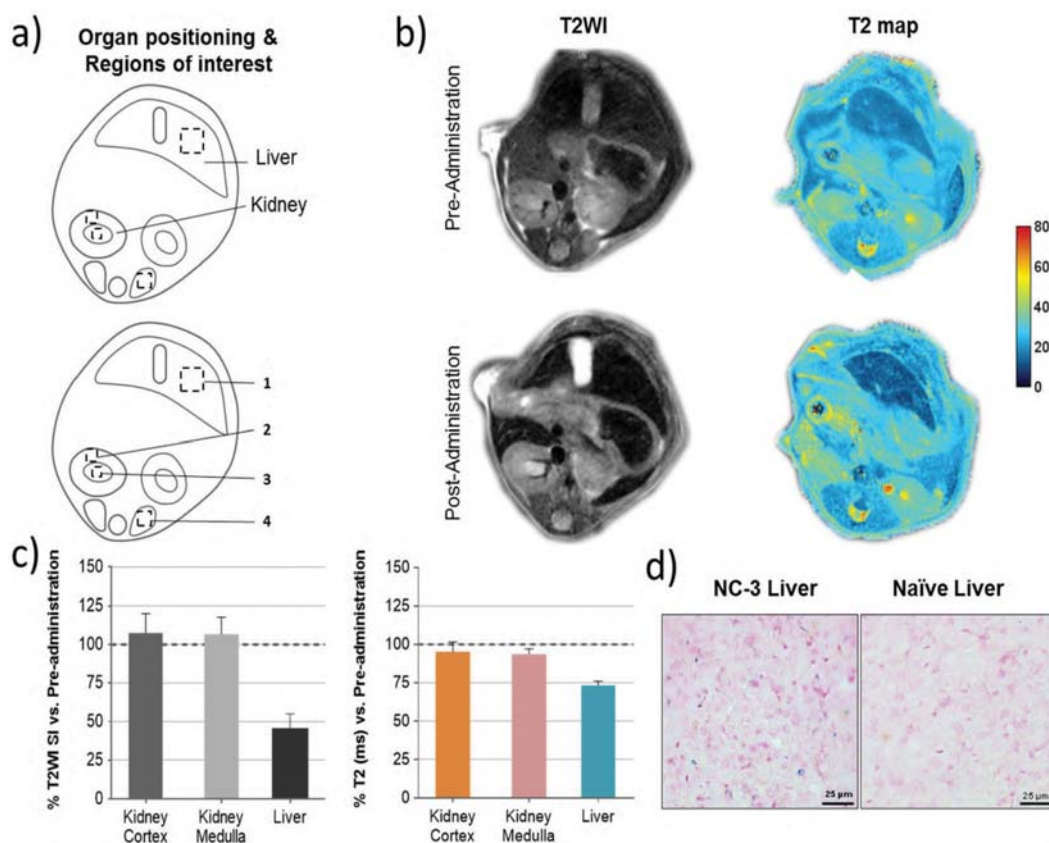 a)
Organ positioning &
Regions of interest
Liver
Kidney
1
2
3
4
b)
T2WI
T2 map
Pre-Administration
Post-Administration
80
60
40
20
0
c)
% T2WI SI vs. Pre-administration
150
125
100
75
50
25
0
Kidney
Cortex
Kidney
Medulla
Liver
% T2 (ms) vs. Pre-administration
150
125
100
75
50
25
0
Kidney
Cortex
Kidney
Medulla
Liver
d)
NC-3 Liver
Naïve Liver
25 µm
25 µm